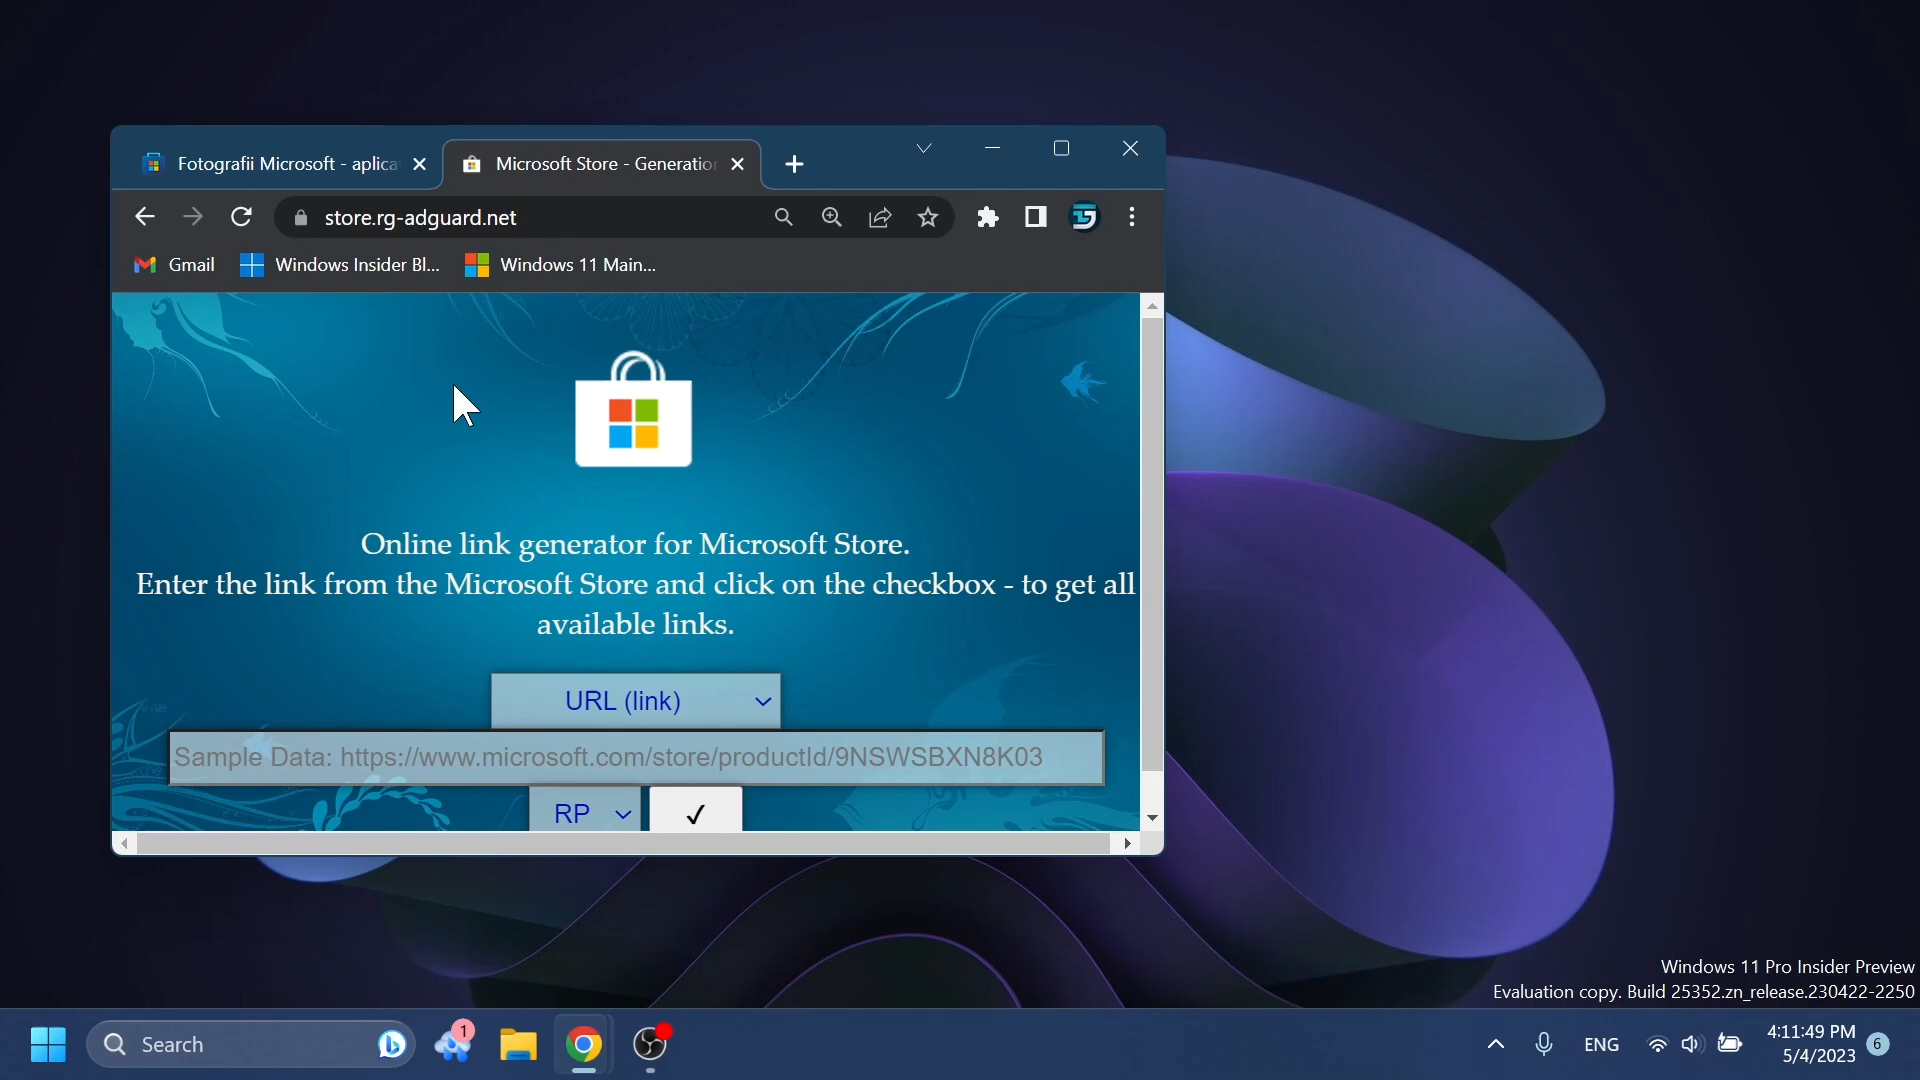 Fotografii Microsoft - aplica
Microsoft Store - Generation
store.rg-adguard.net
Gmail
Windows Insider Bl...
Windows 11 Main...
Online link generator for Microsoft Store.
Enter the link from the Microsoft Store and click on the checkbox - to get all
available links.
URL (link)
Sample Data: https://www.microsoft.com/store/productId/9NSWSBXN8K03
RP
✓
Windows 11 Pro Insider Preview
Evaluation copy. Build 25352.zn_release.230422-2250
Search
1
ENG
4:11:49 PM
5/4/2023
6